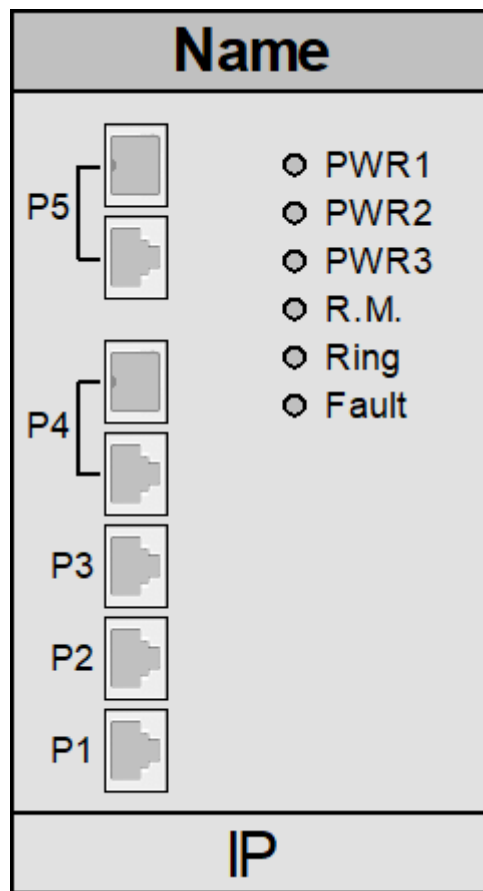 Name
P5
P4
P3
P2
P1
PWR1
PWR2
PWR3
R.M.
Ring
Fault
IP